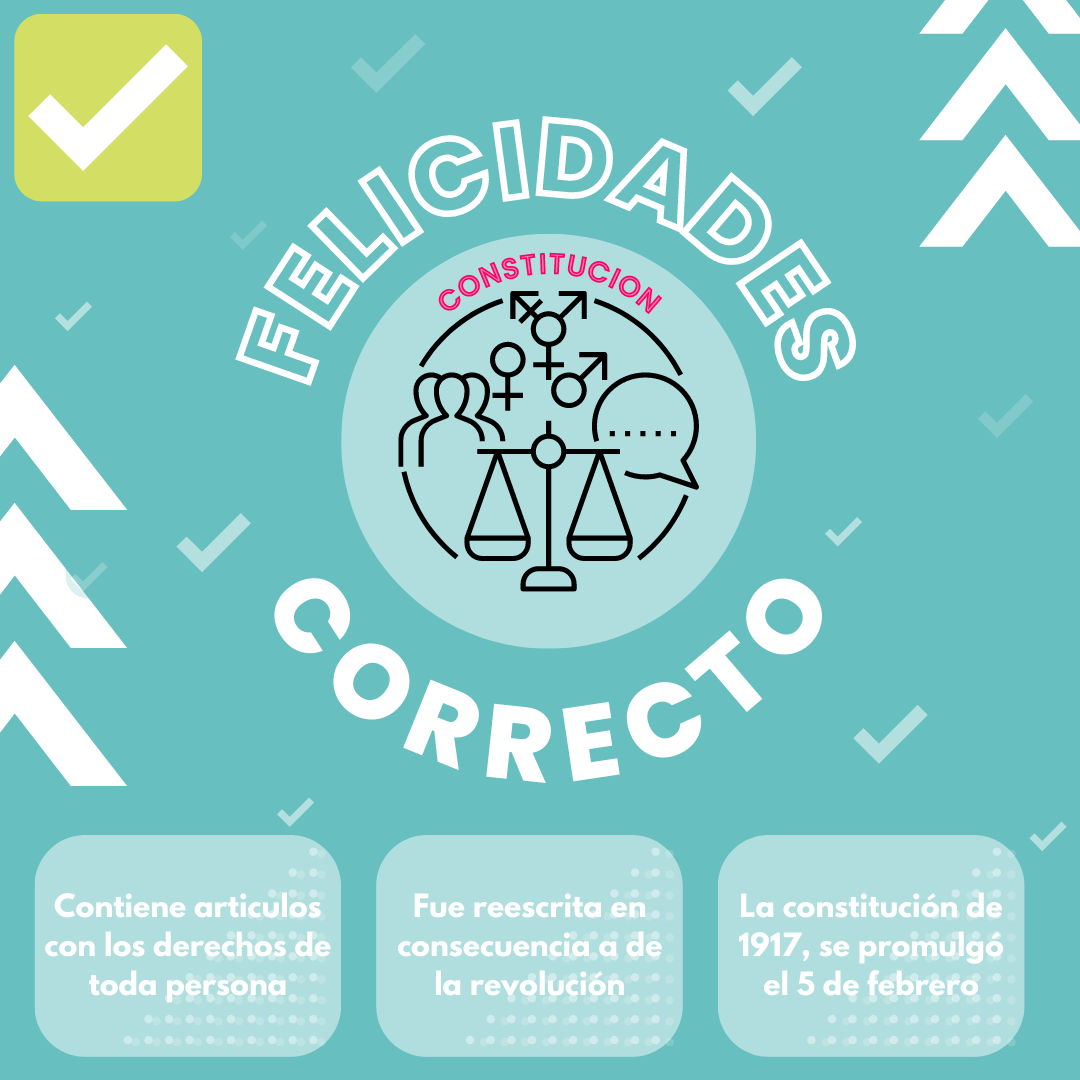 FELICIDADES
CONSTITUCION
CORRECTO
Contiene articulos
con los derechos de
toda persona
Fue reescrita en
consecuencia a de
la revolución
La constitución de
1917, se promulgó
el 5 de febrero